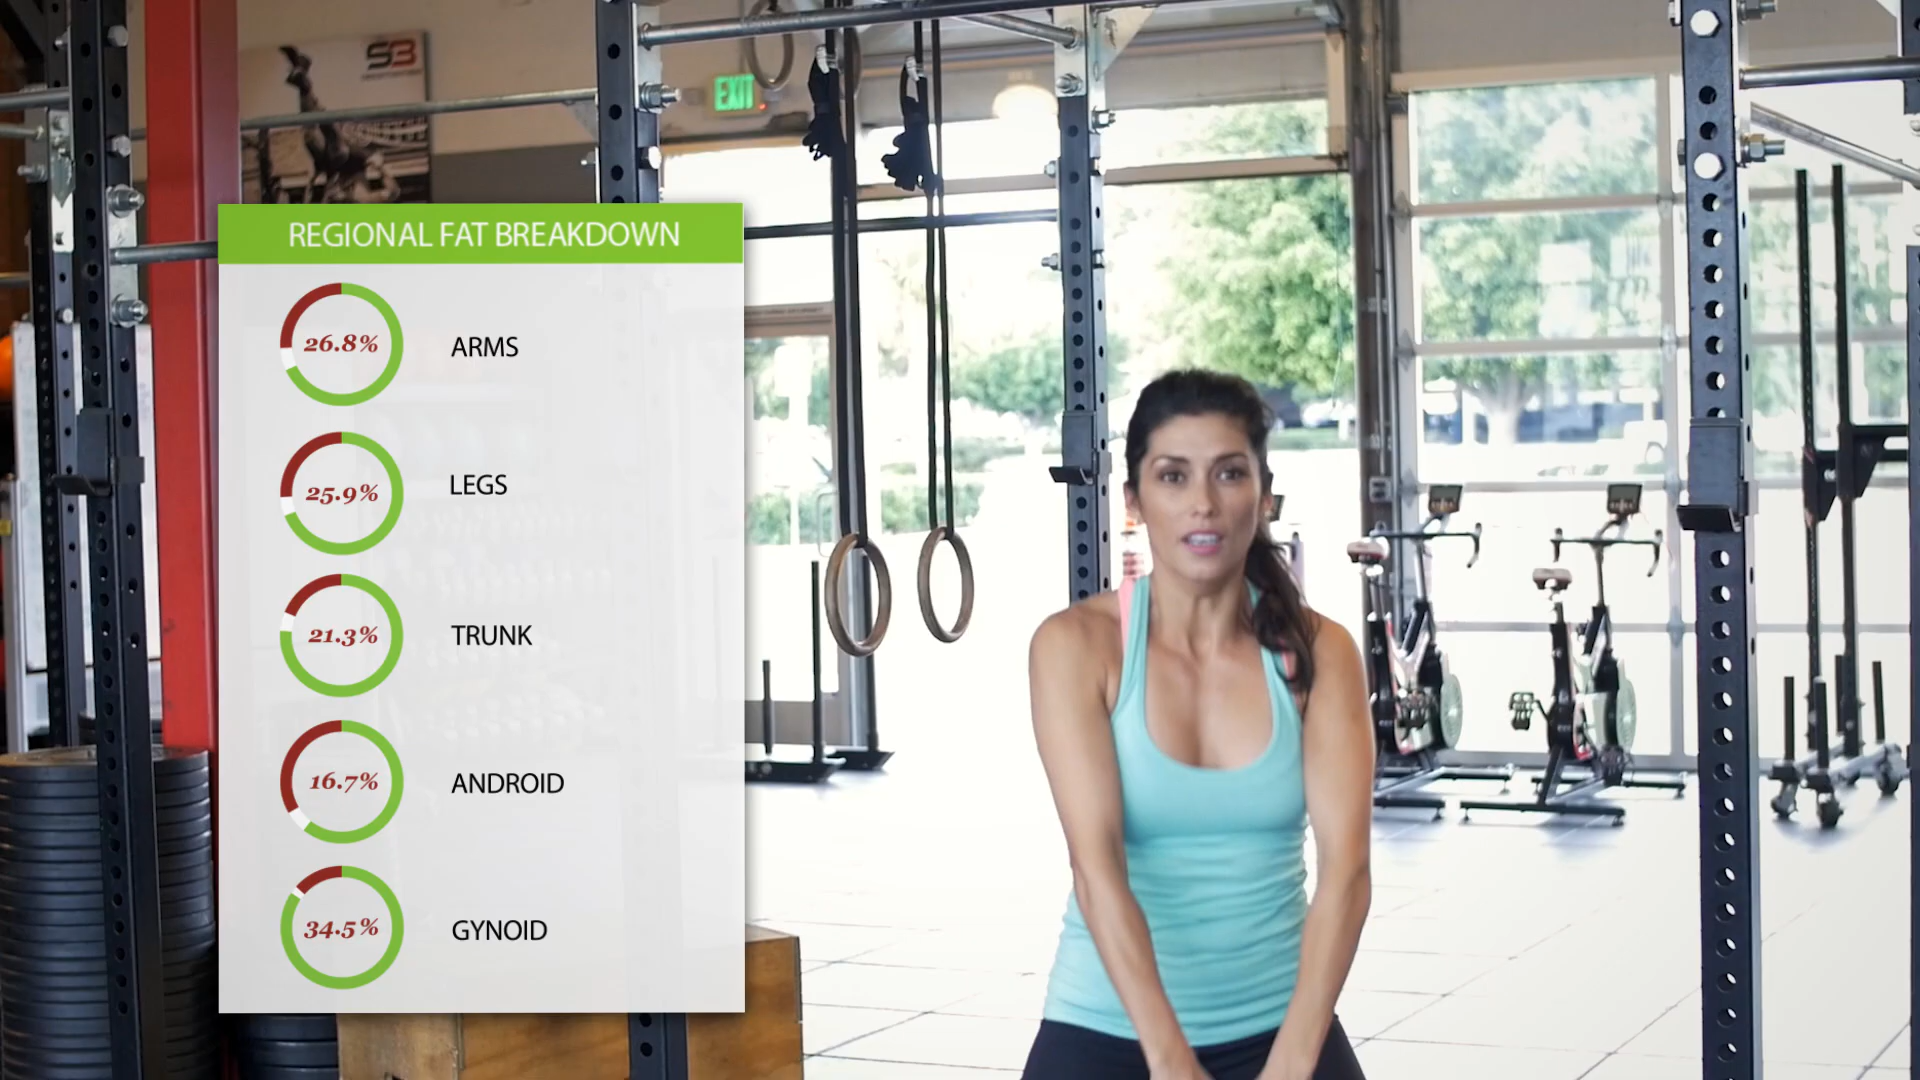 S3
EXIT
REGIONAL FAT BREAKDOWN
26.8% ARMS
25.9% LEGS
21.3% TRUNK
16.7% ANDROID
34.5% GYNOID